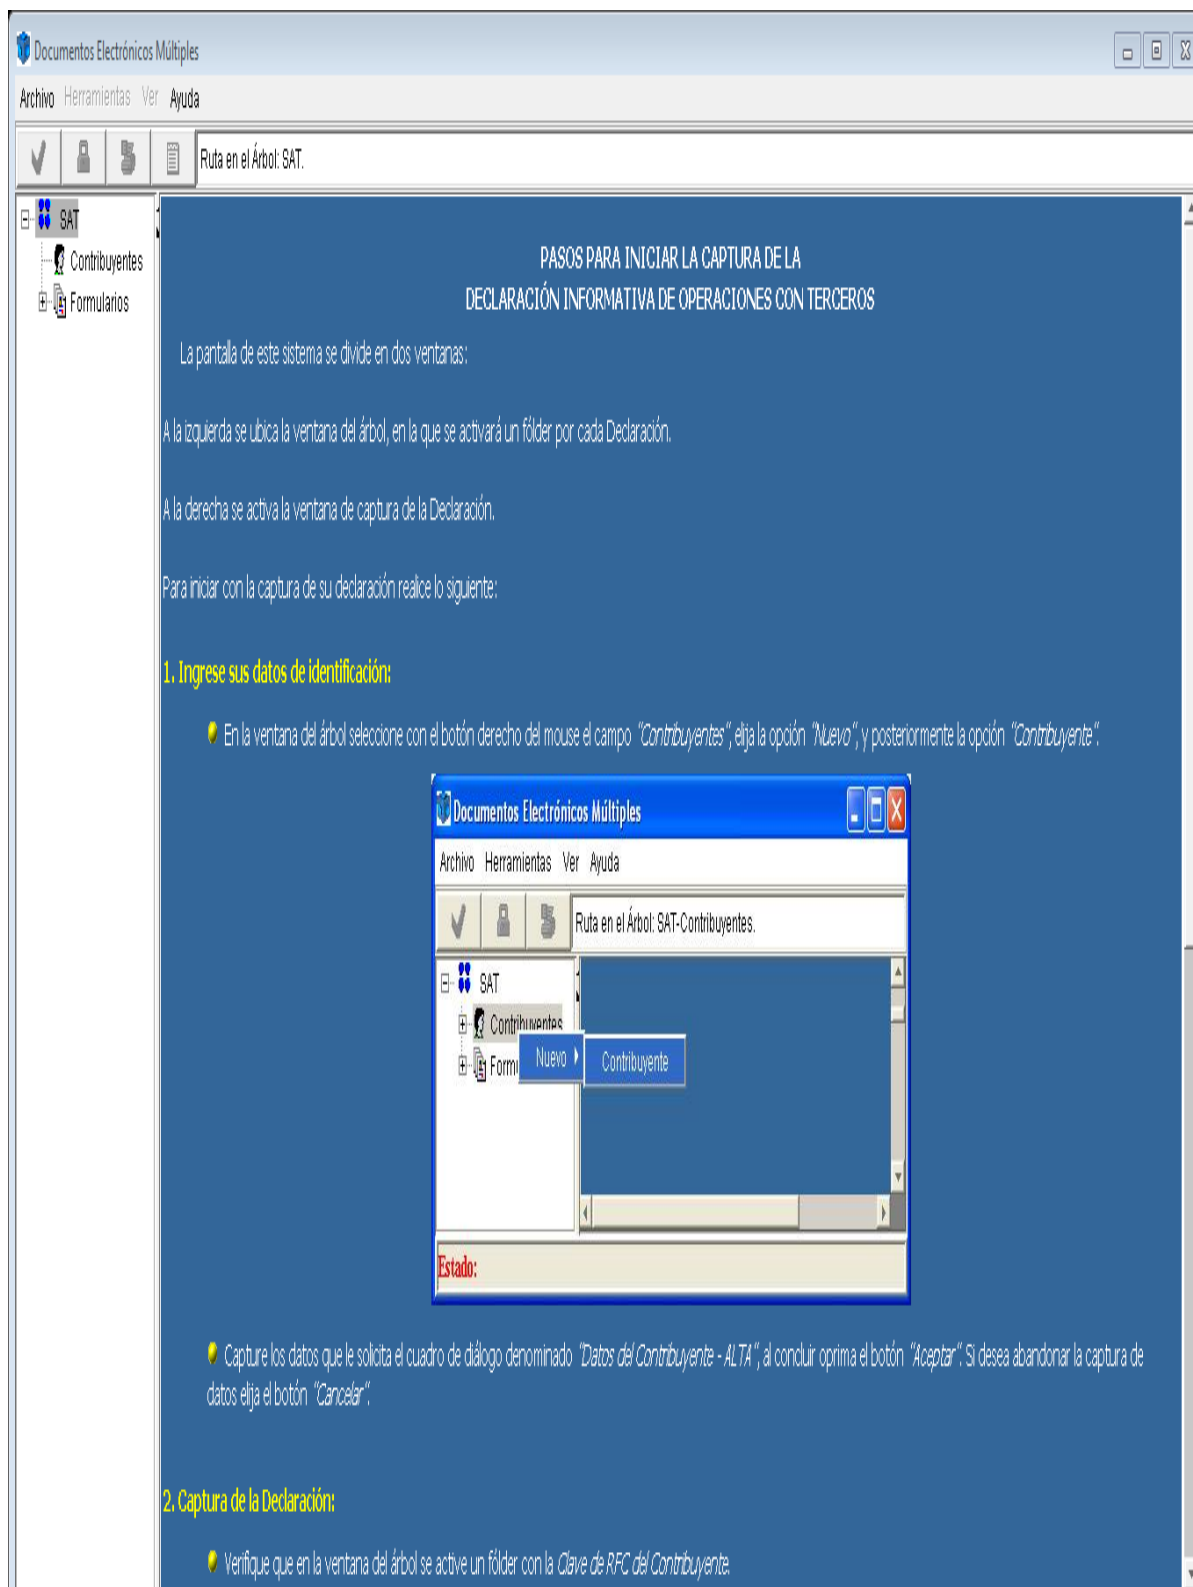 Documentos Electrónicos Múltiples
Archivo Herramientas Ver Ayuda
Ruta en el Árbol: SAT.
SAT
Contribuyentes
Formularios
PASOS PARA INICIAR LA CAPTURA DE LA
DECLARACIÓN INFORMATIVA DE OPERACIONES CON TERCEROS
La pantalla de este sistema se divide en dos ventanas:
A la izquierda se ubica la ventana del árbol, en la que se activará un fólder por cada Declaración.
A la derecha se activa la ventana de captura de la Declaración.
Para iniciar con la captura de su declaración realice lo siguiente:
1. Ingrese sus datos de identificación:
En la ventana del árbol seleccione con el botón derecho del mouse el campo "Contribuyentes", elija la opción "Nuevo", y posteriormente la opción "Contribuyente".
Documentos Electrónicos Múltiples
Archivo Herramientas Ver Ayuda
Ruta en el Árbol: SAT-Contribuyentes.
SAT
Contribuyentes
Formu
Nuevo
Contribuyente
Estado:
Capture los datos que le solicita el cuadro de diálogo denominado "Datos del Contribuyente - ALTA", al concluir oprima el botón "Aceptar". Si desea abandonar la captura de
datos elija el botón "Cancelar".
2. Captura de la Declaración:
Verifique que en la ventana del árbol se active un fólder con la Clave de RFC del Contribuyente.